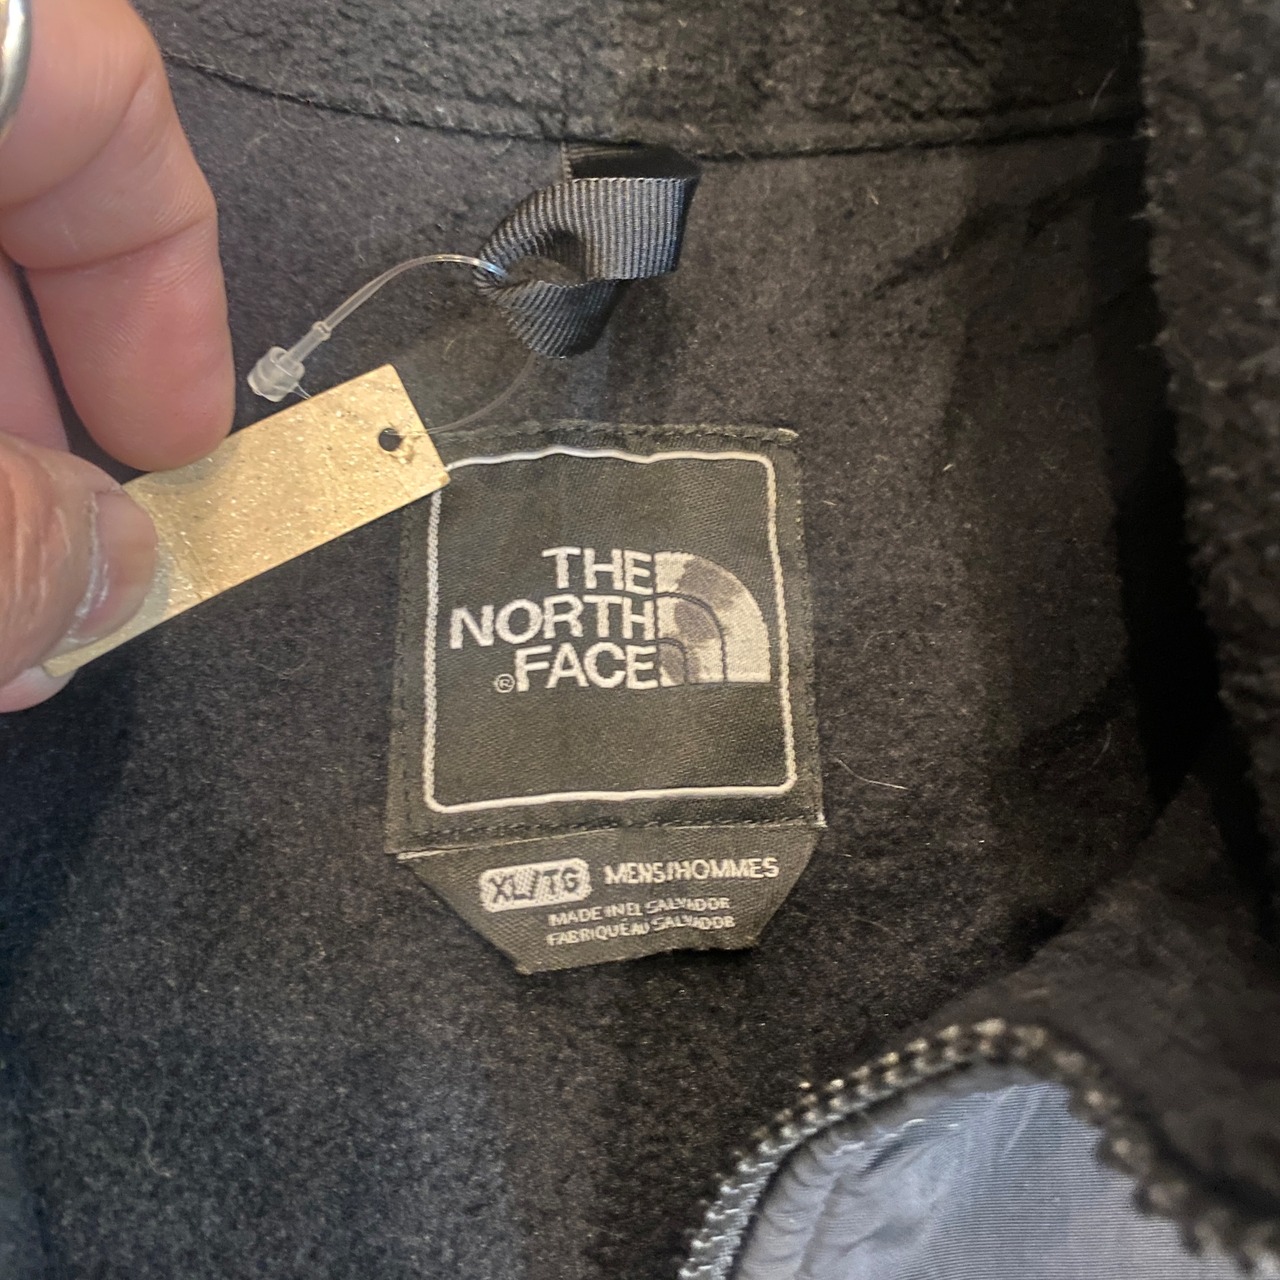 THE
NORTH
FACE
®
XL/TG MENS/HOMMES
MADE IN EL SALVADOR
FABRIQUE AU SALVADOR